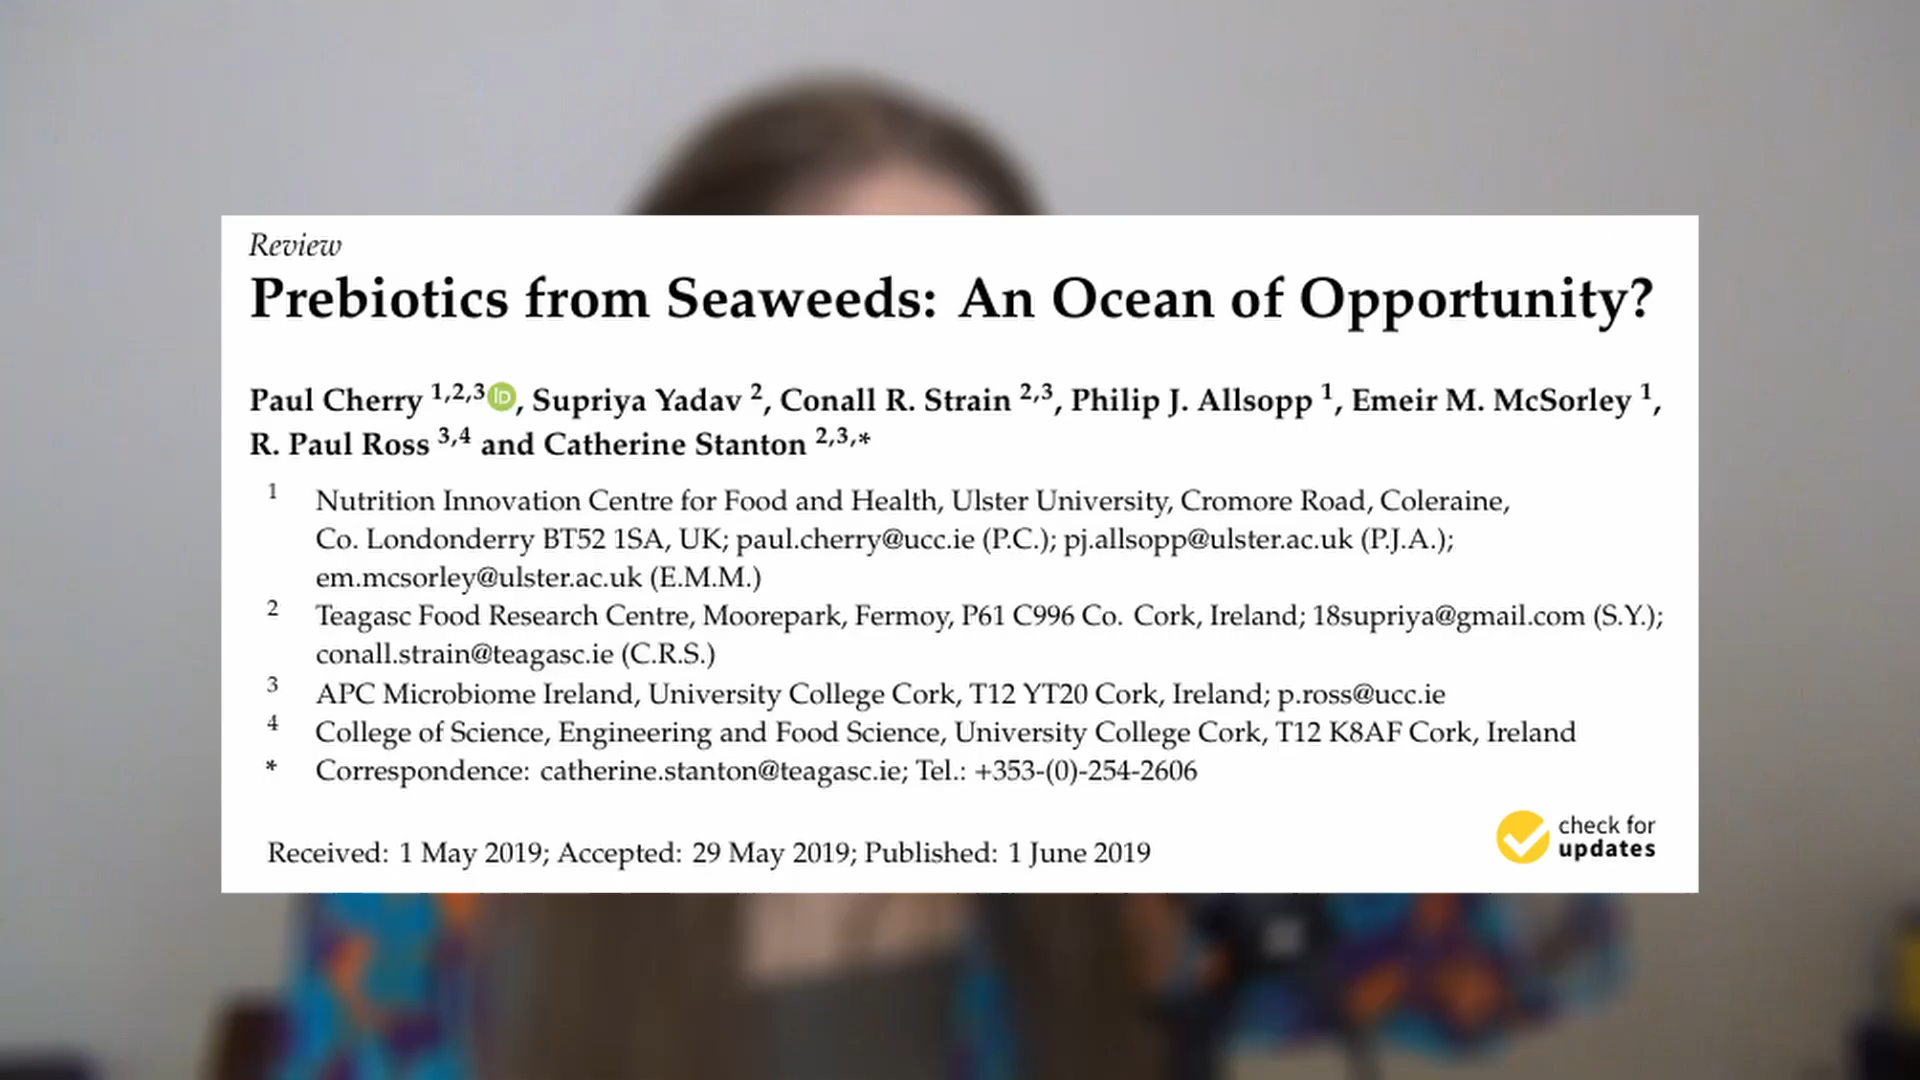 Review
Prebiotics from Seaweeds: An Ocean of Opportunity?
Paul Cherry 1,2,3 iD, Supriya Yadav 2, Conall R. Strain 2,3, Philip J. Allsopp 1, Emeir M. McSorley 1,
R. Paul Ross 3,4 and Catherine Stanton 2,3,*
1 Nutrition Innovation Centre for Food and Health, Ulster University, Cromore Road, Coleraine,
Co. Londonderry BT52 1SA, UK; paul.cherry@ucc.ie (P.C.); pj.allsopp@ulster.ac.uk (P.J.A.);
em.mcsorley@ulster.ac.uk (E.M.M.)
2 Teagasc Food Research Centre, Moorepark, Fermoy, P61 C996 Co. Cork, Ireland; 18supriya@gmail.com (S.Y.);
conall.strain@teagasc.ie (C.R.S.)
3 APC Microbiome Ireland, University College Cork, T12 YT20 Cork, Ireland; p.ross@ucc.ie
4 College of Science, Engineering and Food Science, University College Cork, T12 K8AF Cork, Ireland
* Correspondence: catherine.stanton@teagasc.ie; Tel.: +353-(0)-254-2606
Received: 1 May 2019; Accepted: 29 May 2019; Published: 1 June 2019
check for
updates